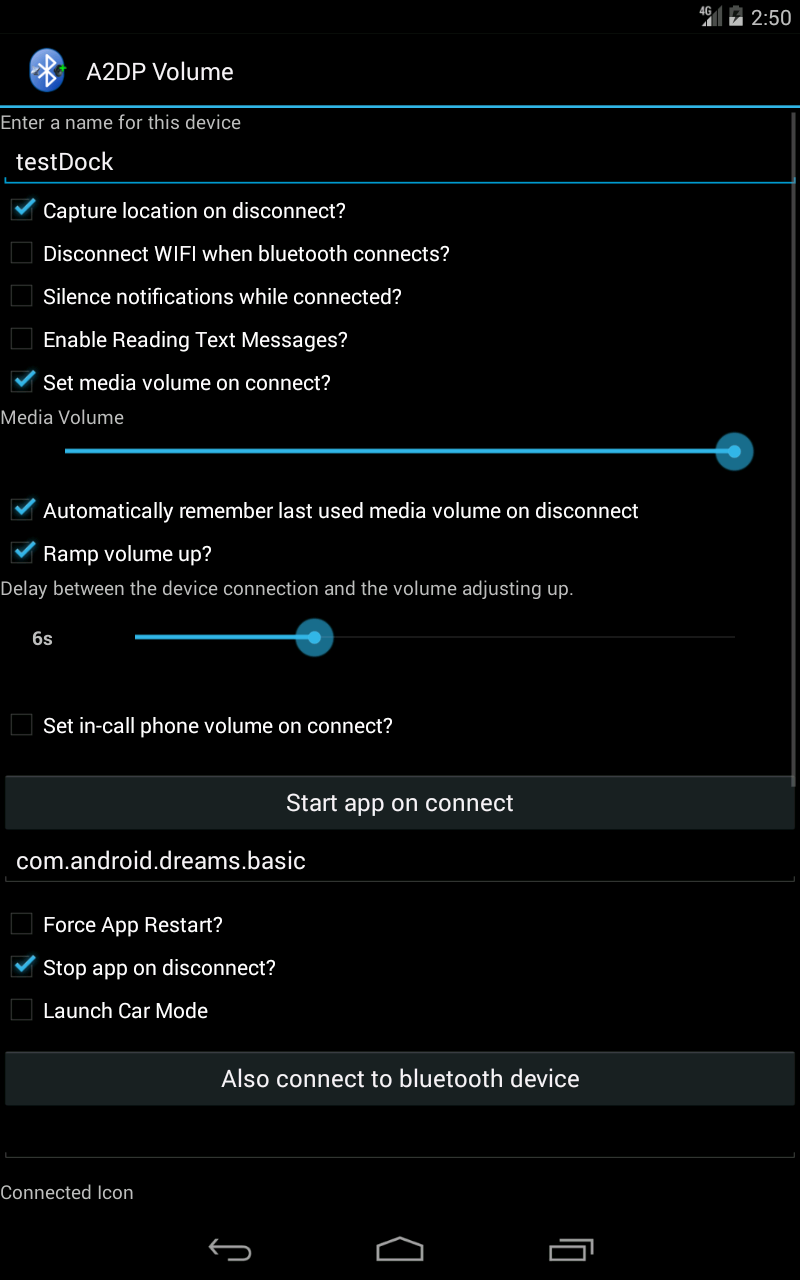 4G 2:50
A2DP Volume
Enter a name for this device
testDock
Capture location on disconnect?
Disconnect WIFI when bluetooth connects?
Silence notifications while connected?
Enable Reading Text Messages?
Set media volume on connect?
Media Volume
Automatically remember last used media volume on disconnect
Ramp volume up?
Delay between the device connection and the volume adjusting up.
6s
Set in-call phone volume on connect?
Start app on connect
com.android.dreams.basic
Force App Restart?
Stop app on disconnect?
Launch Car Mode
Also connect to bluetooth device
Connected Icon